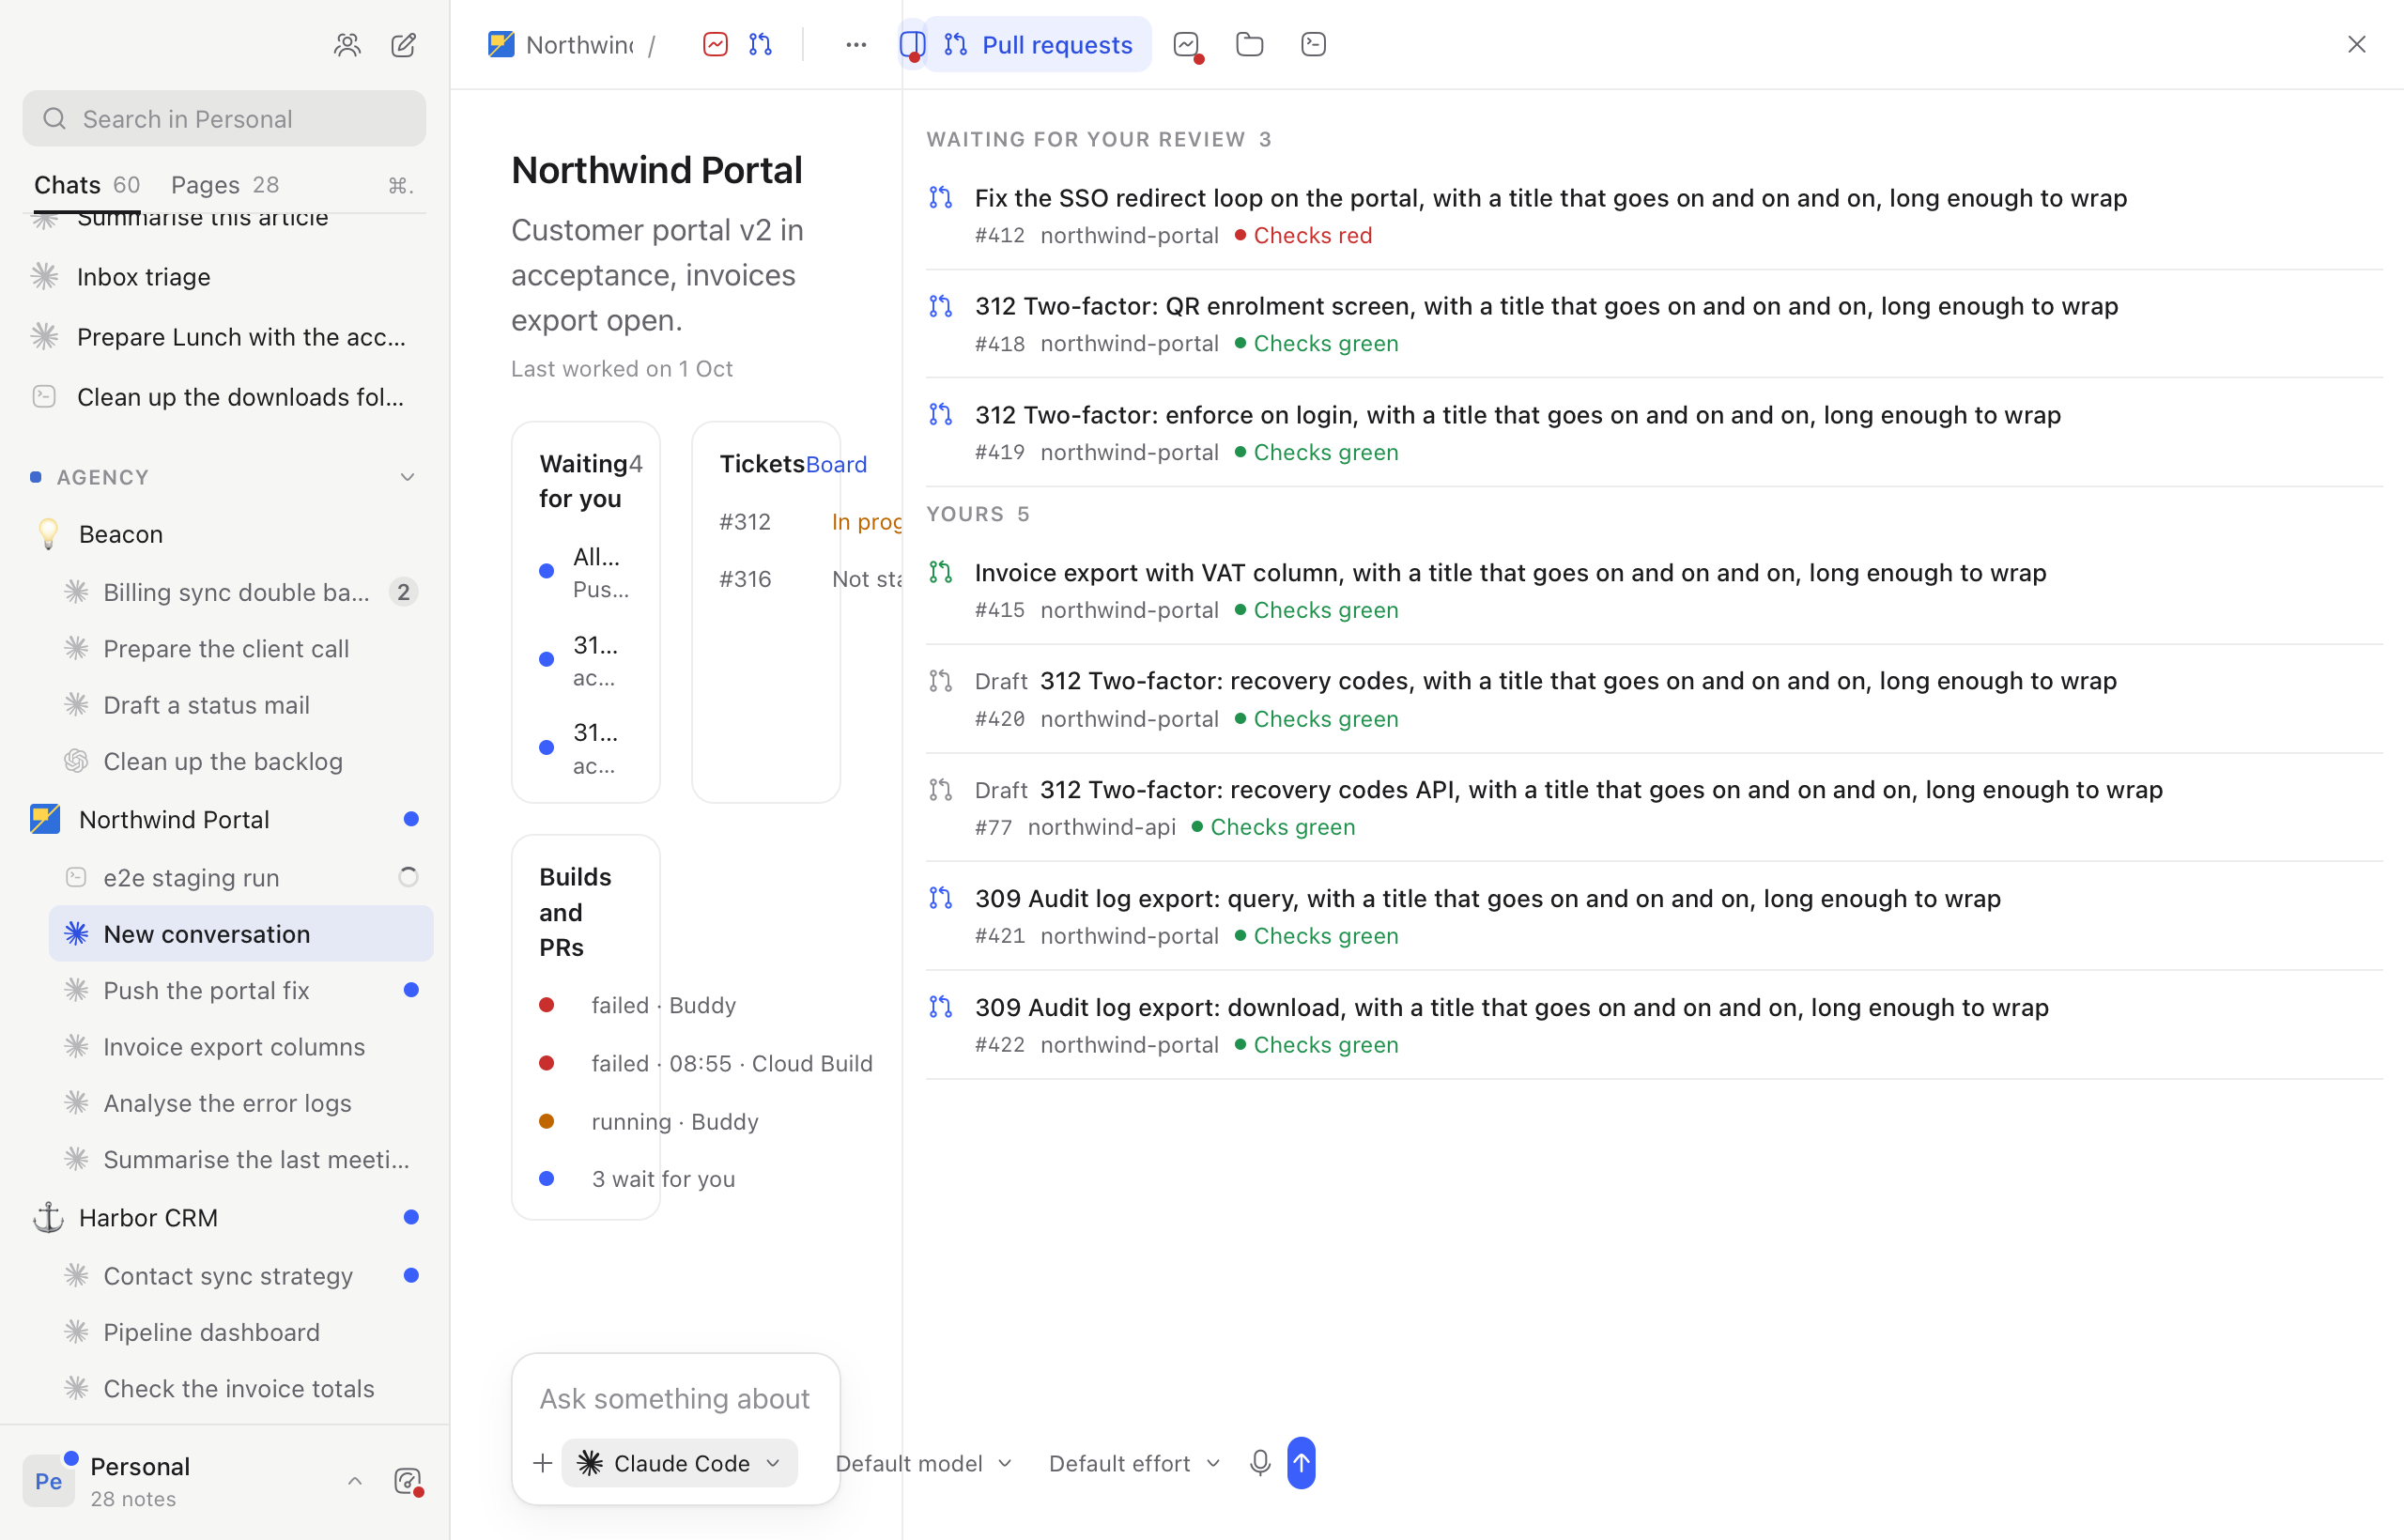 Search in Personal
Chats 60 Pages 28 ⌘.
Summarise this article
Inbox triage
Prepare Lunch with the acc...
Clean up the downloads fol...
AGENCY
Beacon
Billing sync double ba... 2
Prepare the client call
Draft a status mail
Clean up the backlog
Northwind Portal
e2e staging run
New conversation
Push the portal fix
Invoice export columns
Analyse the error logs
Summarise the last meeti...
Harbor CRM
Contact sync strategy
Pipeline dashboard
Check the invoice totals
Pe
Personal
28 notes
Northwind /
Northwind Portal
Customer portal v2 in
acceptance, invoices
export open.
Last worked on 1 Oct
Waiting 4
for you
All...
Pus...
31...
ac...
31...
ac...
Tickets Board
#312 In prog
#316 Not sta
Builds
and
PRs
failed · Buddy
failed · 08:55 · Cloud Build
running · Buddy
3 wait for you
Ask something about
Claude Code Default model Default effort
Pull requests
WAITING FOR YOUR REVIEW 3
Fix the SSO redirect loop on the portal, with a title that goes on and on and on, long enough to wrap
#412 northwind-portal Checks red
312 Two-factor: QR enrolment screen, with a title that goes on and on and on, long enough to wrap
#418 northwind-portal Checks green
312 Two-factor: enforce on login, with a title that goes on and on and on, long enough to wrap
#419 northwind-portal Checks green
YOURS 5
Invoice export with VAT column, with a title that goes on and on and on, long enough to wrap
#415 northwind-portal Checks green
Draft 312 Two-factor: recovery codes, with a title that goes on and on and on, long enough to wrap
#420 northwind-portal Checks green
Draft 312 Two-factor: recovery codes API, with a title that goes on and on and on, long enough to wrap
#77 northwind-api Checks green
309 Audit log export: query, with a title that goes on and on and on, long enough to wrap
#421 northwind-portal Checks green
309 Audit log export: download, with a title that goes on and on and on, long enough to wrap
#422 northwind-portal Checks green